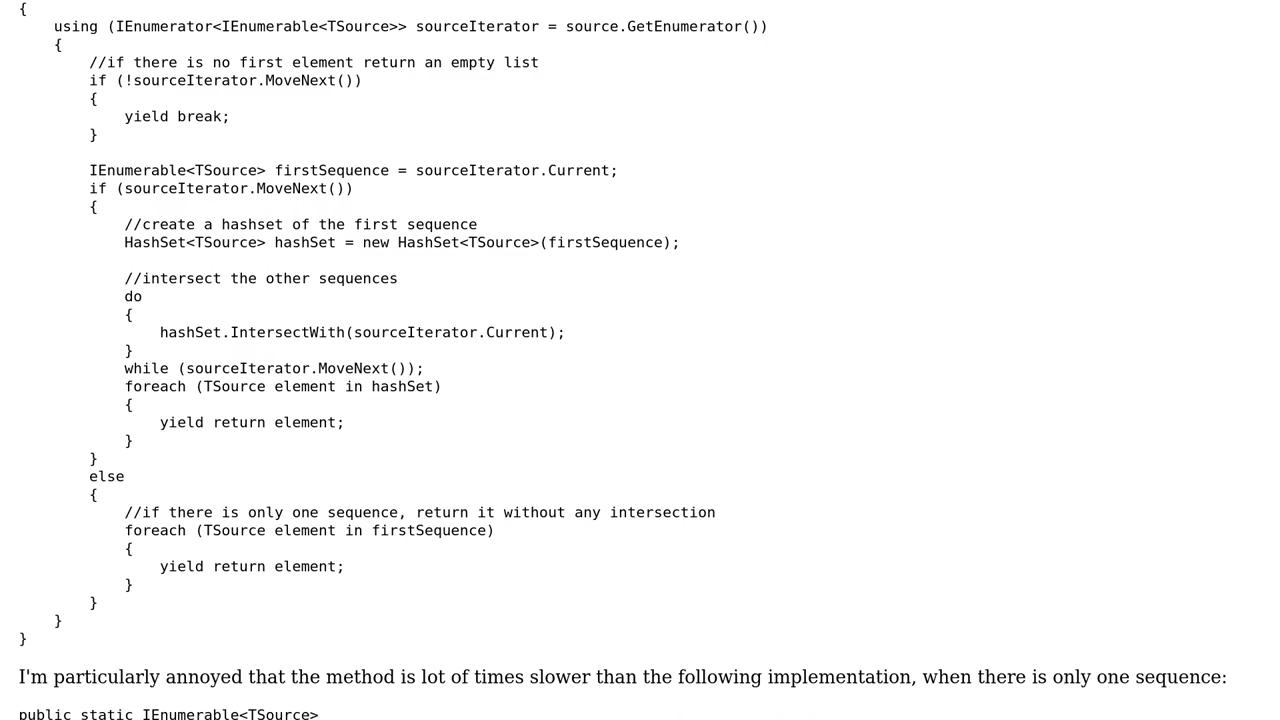 {
    using (IEnumerator<IEnumerable<TSource>> sourceIterator = source.GetEnumerator())
    {
        //if there is no first element return an empty list
        if (!sourceIterator.MoveNext())
        {
            yield break;
        }

        IEnumerable<TSource> firstSequence = sourceIterator.Current;
        if (sourceIterator.MoveNext())
        {
            //create a hashset of the first sequence
            HashSet<TSource> hashSet = new HashSet<TSource>(firstSequence);

            //intersect the other sequences
            do
            {
                hashSet.IntersectWith(sourceIterator.Current);
            }
            while (sourceIterator.MoveNext());
            foreach (TSource element in hashSet)
            {
                yield return element;
            }
        }
        else
        {
            //if there is only one sequence, return it without any intersection
            foreach (TSource element in firstSequence)
            {
                yield return element;
            }
        }
    }
}
I'm particularly annoyed that the method is lot of times slower than the following implementation, when there is only one sequence:
public static IEnumerable<TSource>